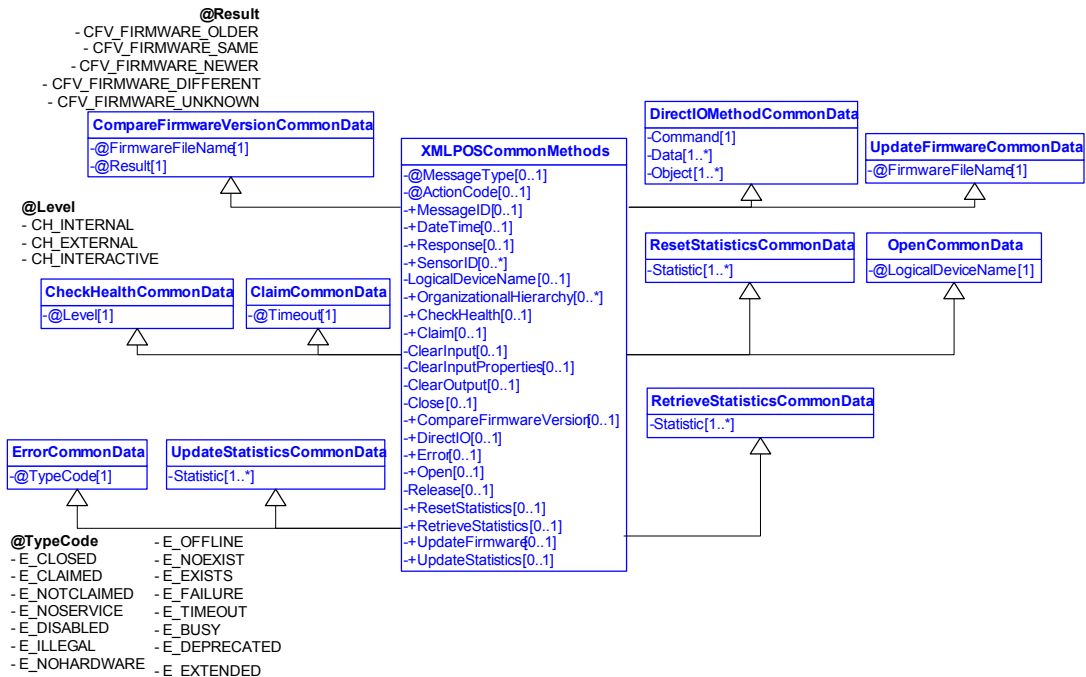 @Result
- CFV_FIRMWARE_OLDER
- CFV_FIRMWARE_SAME
- CFV_FIRMWARE_NEWER
- CFV_FIRMWARE_DIFFERENT
- CFV_FIRMWARE_UNKNOWN
CompareFirmwareVersionCommonData
-@FirmwareFileName[1]
-@Result[1]
@Level
- CH_INTERNAL
- CH_EXTERNAL
- CH_INTERACTIVE
CheckHealthCommonData
-@Level[1]
ClaimCommonData
-@Timeout[1]
ErrorCommonData
-@TypeCode[1]
UpdateStatisticsCommonData
-Statistic[1..*]
@TypeCode
- E_CLOSED
- E_CLAIMED
- E_NOTCLAIMED
- E_NOSERVICE
- E_DISABLED
- E_ILLEGAL
- E_NOHARDWARE
- E_OFFLINE
- E_NOEXIST
- E_EXISTS
- E_FAILURE
- E_TIMEOUT
- E_BUSY
- E_DEPRECATED
- E_EXTENDED
XMLPOSCommonMethods
-@MessageType[0..1]
-@ActionCode[0..1]
-+MessageID[0..1]
-+DateTime[0..1]
-+Response[0..1]
-+SensorID[0..*]
-LogicalDeviceName[0..1]
-+OrganizationalHierarchy[0..*]
-+CheckHealth[0..1]
-+Claim[0..1]
-ClearInput[0..1]
-ClearInputProperties[0..1]
-ClearOutput[0..1]
-Close[0..1]
-+CompareFirmwareVersion[0..1]
-+DirectIO[0..1]
-+Error[0..1]
-+Open[0..1]
-Release[0..1]
-+ResetStatistics[0..1]
-+RetrieveStatistics[0..1]
-+UpdateFirmware[0..1]
-+UpdateStatistics[0..1]
DirectIOMethodCommonData
-Command[1]
-Data[1..*]
-Object[1..*]
UpdateFirmwareCommonData
-@FirmwareFileName[1]
ResetStatisticsCommonData
-Statistic[1..*]
OpenCommonData
-@LogicalDeviceName[1]
RetrieveStatisticsCommonData
-Statistic[1..*]